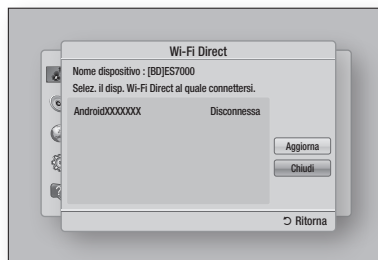 Wi-Fi Direct
Nome dispositivo : [BD]ES7000
Selez. il disp. Wi-Fi Direct al quale connettersi.
AndroidXXXXXXX Disconnessa
Aggiorna
Chiudi
Ritorna